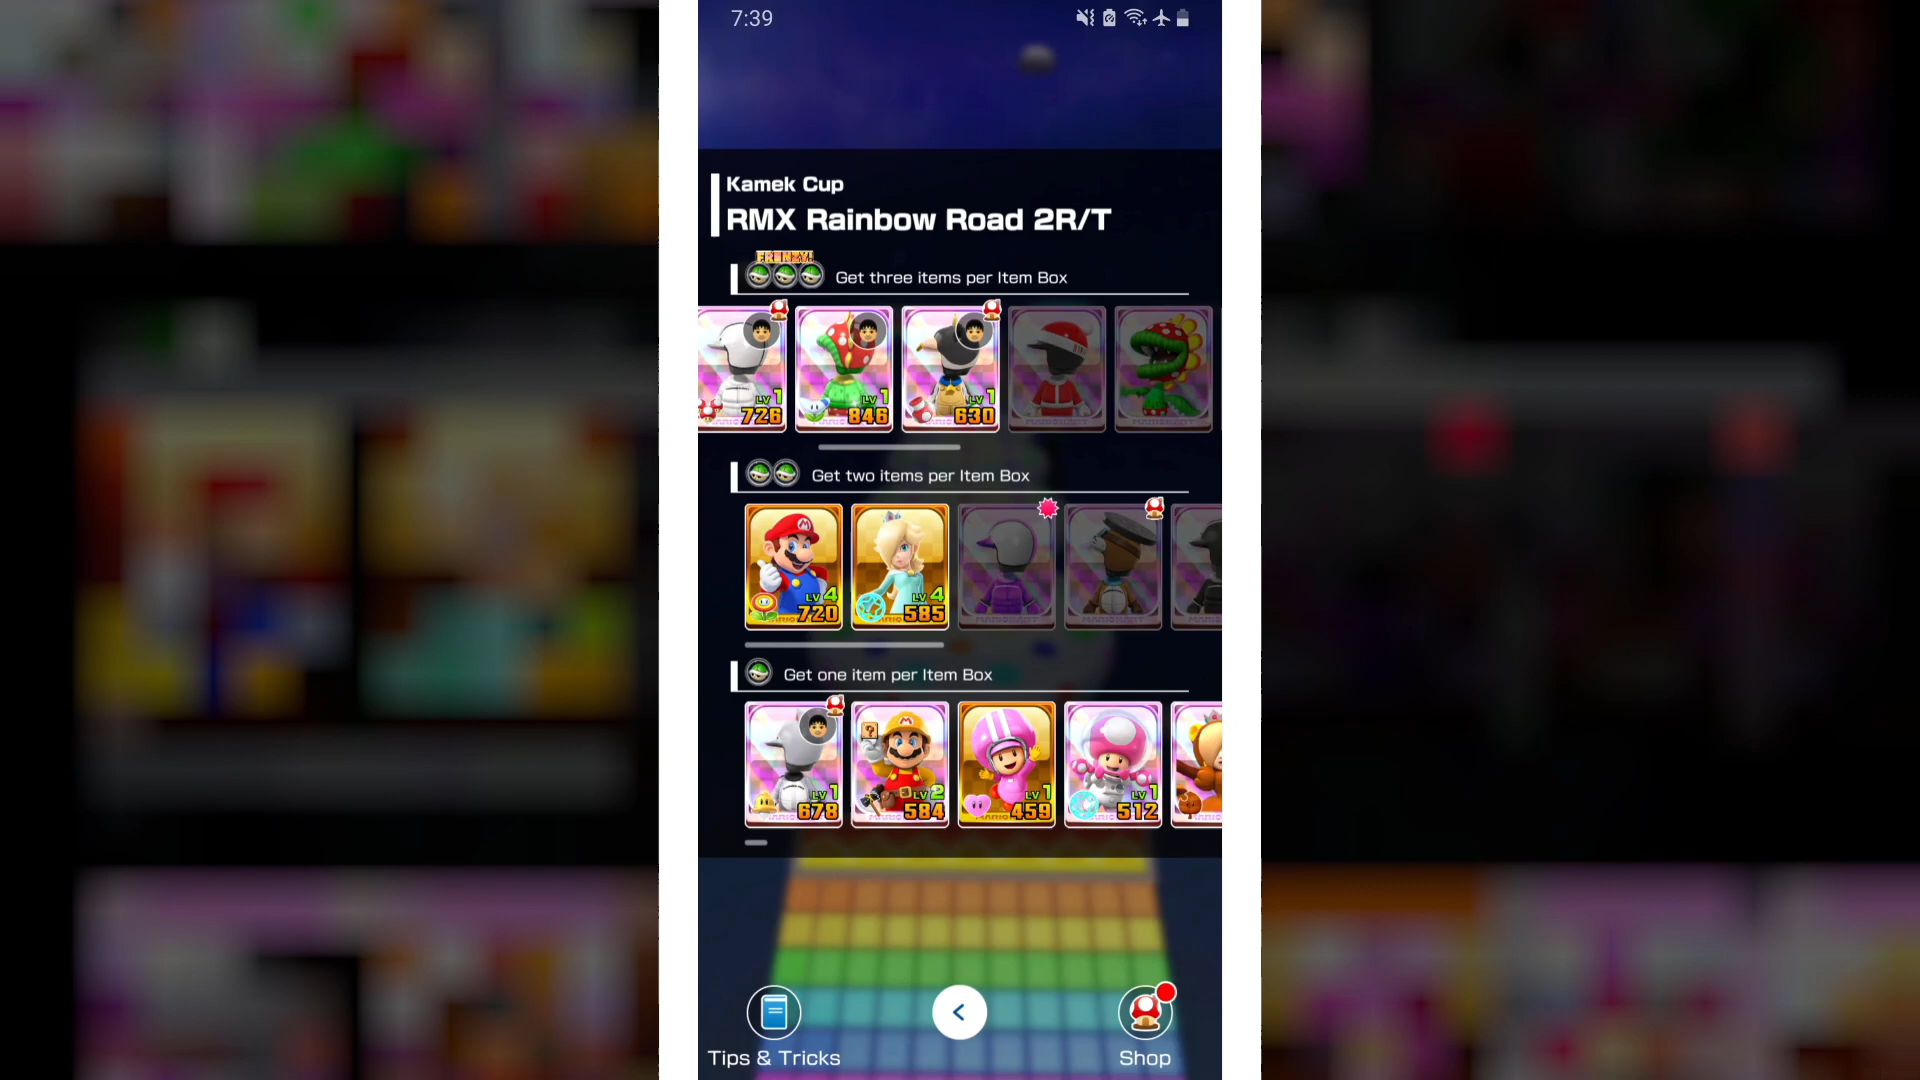 7:39
Kamek Cup
RMX Rainbow Road 2R/T
FRENZY!
Get three items per Item Box
LV 1
726
LV 1
846
LV 1
630
Get two items per Item Box
LV 4
720
LV 4
585
Get one item per Item Box
LV 1
678
LV 2
584
LV 1
459
LV 1
512
Tips & Tricks
Shop